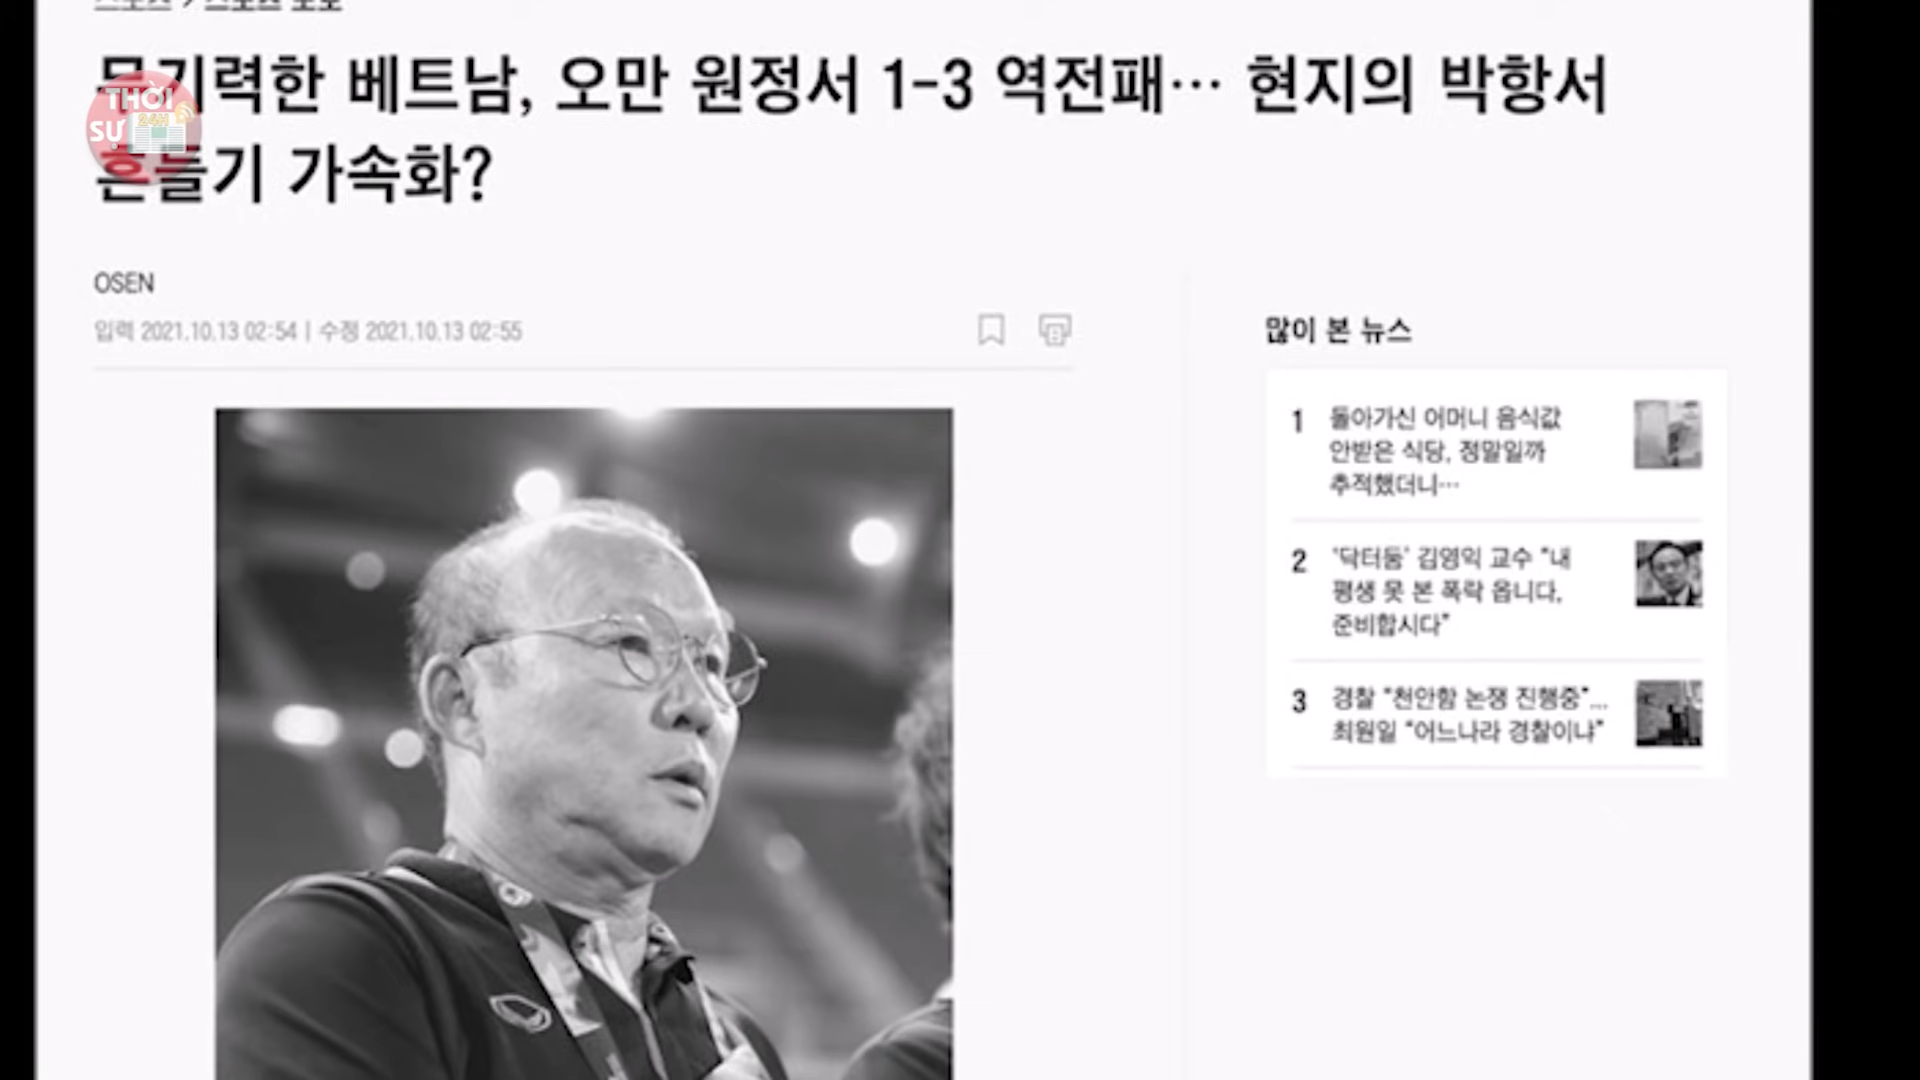 무기력한 베트남, 오만 원정서 1-3 역전패… 현지의 박항서
흔들기 가속화?
THỜI
SỰ 24H
OSEN
입력 2021.10.13 02:54 | 수정 2021.10.13 02:55
많이 본 뉴스
1 돌아가신 어머니 음식값
안받은 식당, 정말일까
추적했더니…
2 '닥터둠' 김영익 교수 "내
평생 못 본 폭락 옵니다,
준비합시다"
3 경찰 "천안함 논쟁 진행중"...
최원일 "어느나라 경찰이냐"